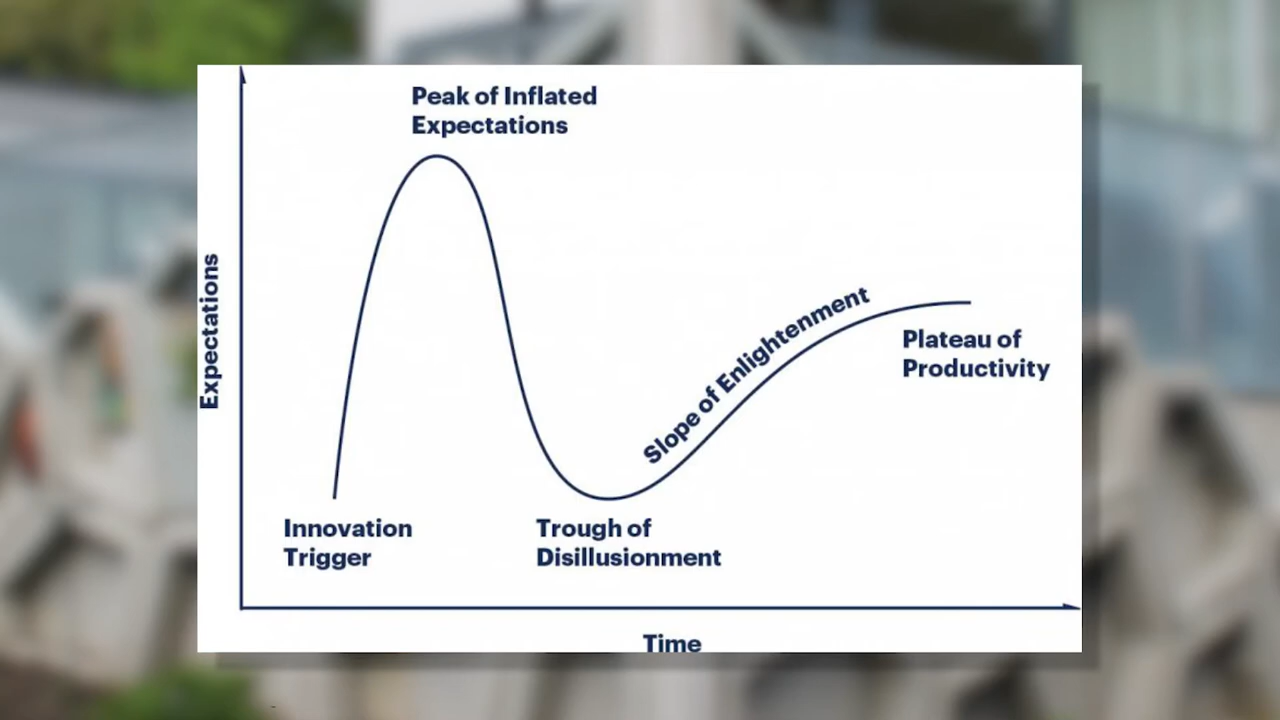 Peak of Inflated
Expectations
Expectations
Slope of Enlightenment
Plateau of
Productivity
Innovation
Trigger
Trough of
Disillusionment
Time